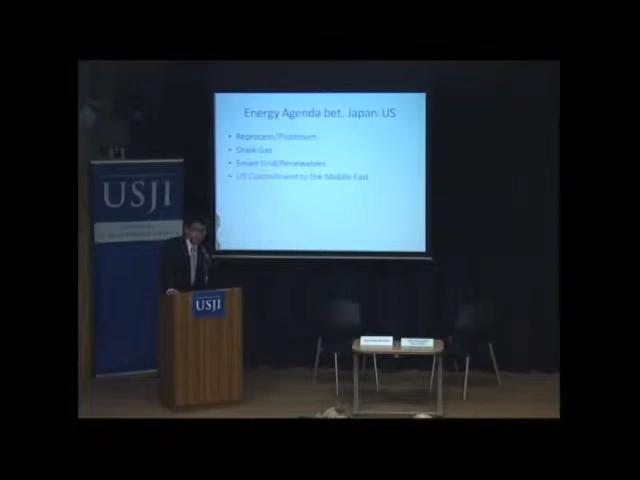 Energy Agenda bet. Japan-US
• Reprocess/Plutonium
• Shale Gas
• Smart Grid/Renewables
• US Commitment to the Middle East
USJI
USJI